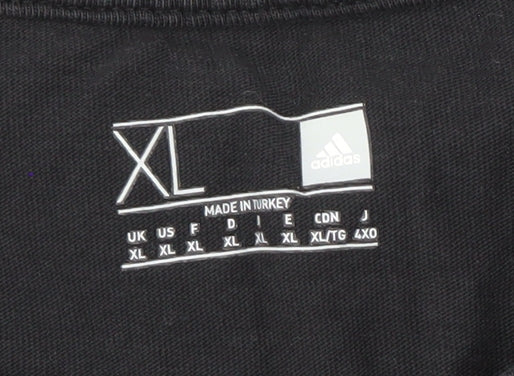 XL adidas
MADE IN TURKEY
UK US F D I E CDN J
XL XL XL XL XL XL XL/TG 4XO